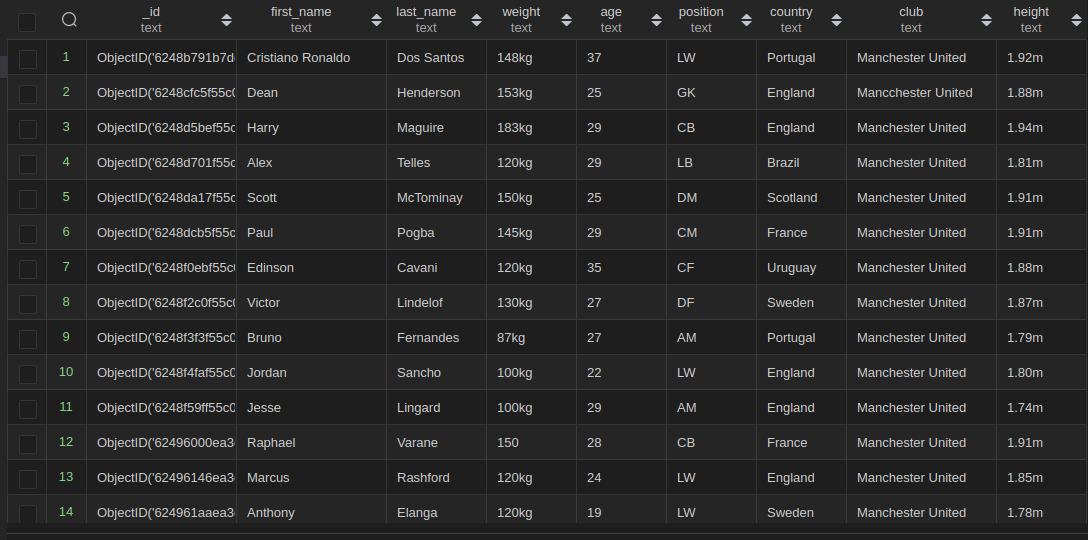 _id first_name last_name weight age position country club height
text text text text text text text text text
1 ObjectID('6248b791b7d Cristiano Ronaldo Dos Santos 148kg 37 LW Portugal Manchester United 1.92m
2 ObjectID('6248cfc5f55c0 Dean Henderson 153kg 25 GK England Mancchester United 1.88m
3 ObjectID('6248d5bef55c Harry Maguire 183kg 29 CB England Manchester United 1.94m
4 ObjectID('6248d701f55c Alex Telles 120kg 29 LB Brazil Manchester United 1.81m
5 ObjectID('6248da17f55c Scott McTominay 150kg 25 DM Scotland Manchester United 1.91m
6 ObjectID('6248dcb5f55c Paul Pogba 145kg 29 CM France Manchester United 1.91m
7 ObjectID('6248f0ebf55c Edinson Cavani 120kg 35 CF Uruguay Manchester United 1.88m
8 ObjectID('6248f2c0f55c0 Victor Lindelof 130kg 27 DF Sweden Manchester United 1.87m
9 ObjectID('6248f3f3f55c0 Bruno Fernandes 87kg 27 AM Portugal Manchester United 1.79m
10 ObjectID('6248f4faf55c0 Jordan Sancho 100kg 22 LW England Manchester United 1.80m
11 ObjectID('6248f59ff55c0 Jesse Lingard 100kg 29 AM England Manchester United 1.74m
12 ObjectID('62496000ea3 Raphael Varane 150 28 CB France Manchester United 1.91m
13 ObjectID('62496146ea3 Marcus Rashford 120kg 24 LW England Manchester United 1.85m
14 ObjectID('624961aaea3 Anthony Elanga 120kg 19 LW Sweden Manchester United 1.78m